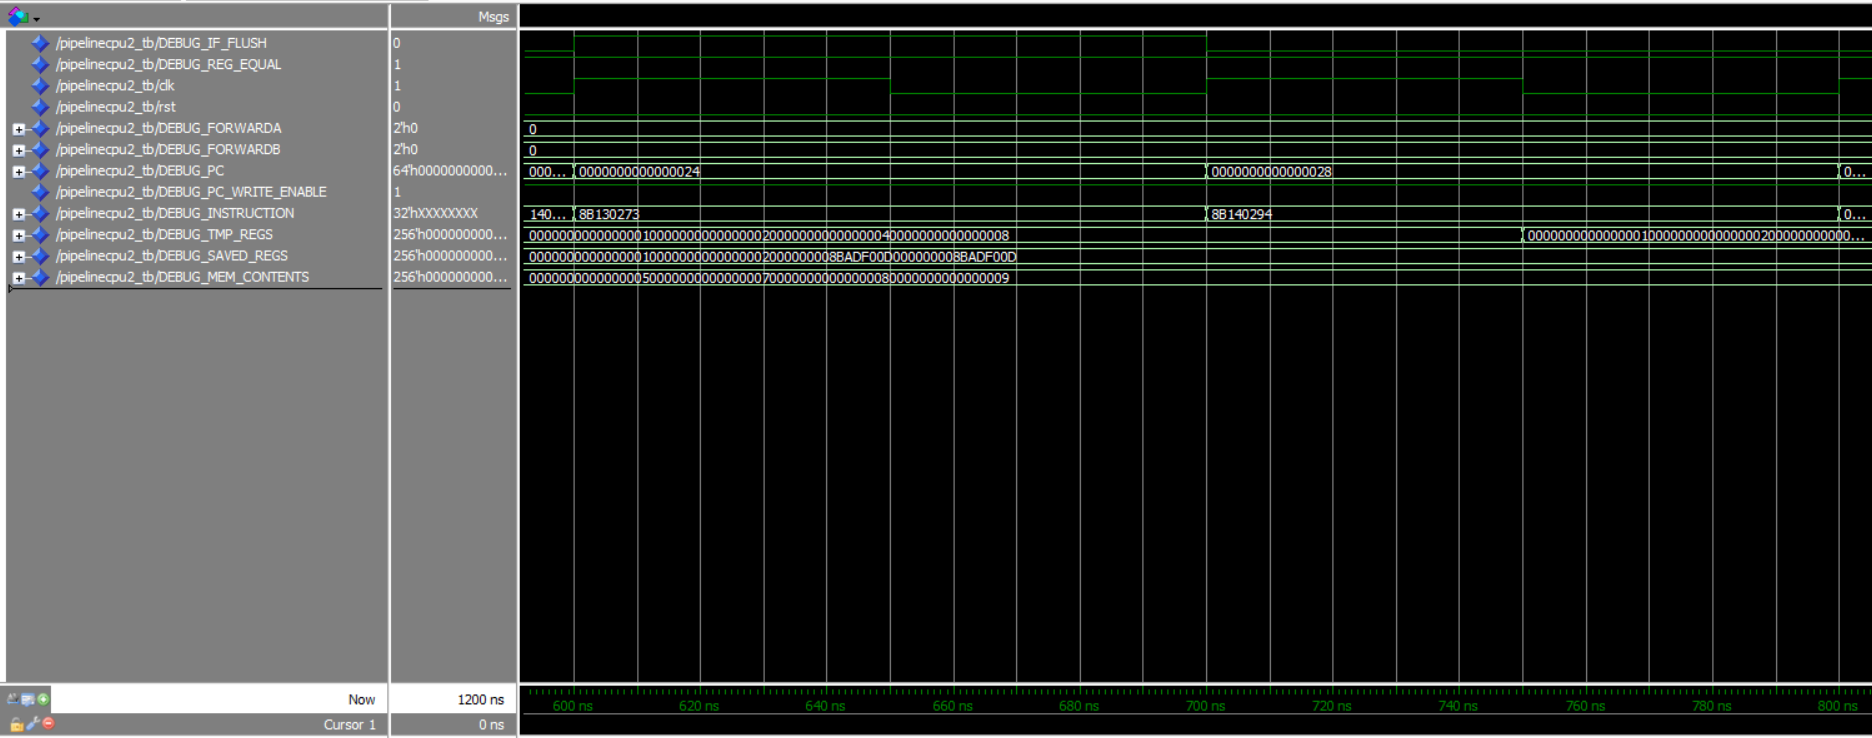 Msgs
/pipelinecpu2_tb/DEBUG_IF_FLUSH 0
/pipelinecpu2_tb/DEBUG_REG_EQUAL 1
/pipelinecpu2_tb/clk 1
/pipelinecpu2_tb/rst 0
/pipelinecpu2_tb/DEBUG_FORWARDA 2'h0 0
/pipelinecpu2_tb/DEBUG_FORWARDB 2'h0 0
/pipelinecpu2_tb/DEBUG_PC 64'h0000000000... 000... 0000000000000024 0000000000000028 0...
/pipelinecpu2_tb/DEBUG_PC_WRITE_ENABLE 1
/pipelinecpu2_tb/DEBUG_INSTRUCTION 32'hXXXXXXXX 140... 8B130273 8B140294 0...
/pipelinecpu2_tb/DEBUG_TMP_REGS 256'h000000000... 0000000000000001000000000000000200000000000000040000000000000008 000000000000000100000000000000020000000000...
/pipelinecpu2_tb/DEBUG_SAVED_REGS 256'h000000000... 00000000000000010000000000000002000000008BADF00D000000008BADF00D
/pipelinecpu2_tb/DEBUG_MEM_CONTENTS 256'h000000000... 0000000000000005000000000000000700000000000000080000000000000009
Now 1200 ns
600 ns 620 ns 640 ns 660 ns 680 ns 700 ns 720 ns 740 ns 760 ns 780 ns 800 ns
Cursor 1 0 ns